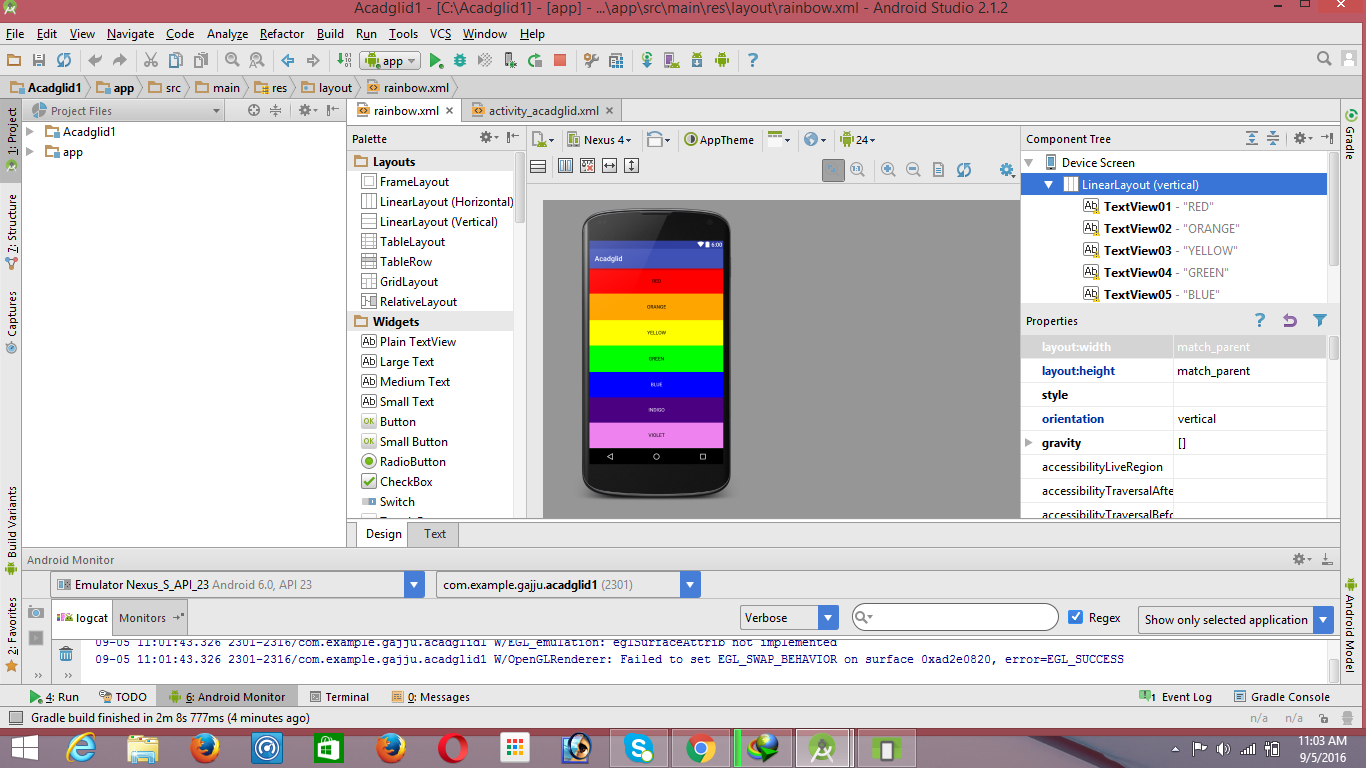 Acadglid1 - [C:\Acadglid1] - [app] - ...\app\src\main\res\layout\rainbow.xml - Android Studio 2.1.2
File Edit View Navigate Code Analyze Refactor Build Run Tools VCS Window Help
app
Acadglid1 app src main res layout rainbow.xml
1: Project
7: Structure
Captures
Build Variants
2: Favorites
Project Files
Acadglid1
app
rainbow.xml activity_acadglid.xml
Palette
Layouts
FrameLayout
LinearLayout (Horizontal)
LinearLayout (Vertical)
TableLayout
TableRow
GridLayout
RelativeLayout
Widgets
Plain TextView
Large Text
Medium Text
Small Text
Button
Small Button
RadioButton
CheckBox
Switch
Nexus 4 AppTheme 24
6:00
Acadglid
RED
ORANGE
YELLOW
GREEN
BLUE
INDIGO
VIOLET
Design Text
Component Tree
Device Screen
LinearLayout (vertical)
TextView01 - "RED"
TextView02 - "ORANGE"
TextView03 - "YELLOW"
TextView04 - "GREEN"
TextView05 - "BLUE"
Properties
layout:width match_parent
layout:height match_parent
style
orientation vertical
gravity []
accessibilityLiveRegion
accessibilityTraversalAfte
accessibilityTraversalBefo
Gradle
Android Model
Android Monitor
Emulator Nexus_S_API_23 Android 6.0, API 23 com.example.gajju.acadglid1 (2301)
logcat Monitors Verbose Regex Show only selected application
09-05 11:01:43.326 2301-2316/com.example.gajju.acadglid1 W/EGL_emulation: eglSurfaceAttrib not implemented
09-05 11:01:43.326 2301-2316/com.example.gajju.acadglid1 W/OpenGLRenderer: Failed to set EGL_SWAP_BEHAVIOR on surface 0xad2e0820, error=EGL_SUCCESS
4: Run TODO 6: Android Monitor Terminal 0: Messages 1 Event Log Gradle Console
Gradle build finished in 2m 8s 777ms (4 minutes ago) n/a n/a
11:03 AM
9/5/2016